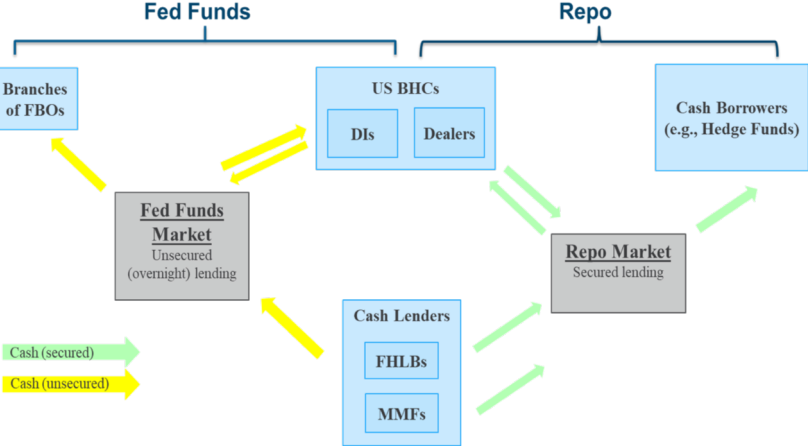 Fed Funds
Repo
Branches
of FBOs
US BHCs
DIs
Dealers
Cash Borrowers
(e.g., Hedge Funds)
Fed Funds
Market
Unsecured
(overnight) lending
Repo Market
Secured lending
Cash Lenders
FHLBs
MMFs
Cash (secured)
Cash (unsecured)